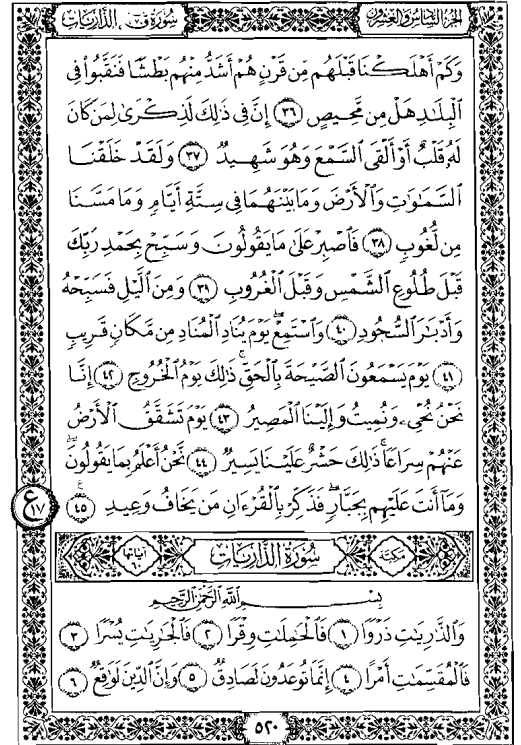 الجزء السادس والعشرون سورة ق، الذاريات
وَكَمْ أَهْلَكْنَا قَبْلَهُم مِّن قَرْنٍ هُمْ أَشَدُّ مِنْهُم بَطْشًا فَنَقَّبُوا۟ فِى
ٱلْبِلَٰدِ هَلْ مِن مَّحِيصٍ ٣٦ إِنَّ فِى ذَٰلِكَ لَذِكْرَىٰ لِمَن كَانَ
لَهُۥ قَلْبٌ أَوْ أَلْقَى ٱلسَّمْعَ وَهُوَ شَهِيدٌ ٣٧ وَلَقَدْ خَلَقْنَا
ٱلسَّمَٰوَٰتِ وَٱلْأَرْضَ وَمَا بَيْنَهُمَا فِى سِتَّةِ أَيَّامٍ وَمَا مَسَّنَا
مِن لُّغُوبٍ ٣٨ فَٱصْبِرْ عَلَىٰ مَا يَقُولُونَ وَسَبِّحْ بِحَمْدِ رَبِّكَ
قَبْلَ طُلُوعِ ٱلشَّمْسِ وَقَبْلَ ٱلْغُرُوبِ ٣٩ وَمِنَ ٱلَّيْلِ فَسَبِّحْهُ
وَأَدْبَٰرَ ٱلسُّجُودِ ٤٠ وَٱسْتَمِعْ يَوْمَ يُنَادِ ٱلْمُنَادِ مِن مَّكَانٍ قَرِيبٍ
٤١ يَوْمَ يَسْمَعُونَ ٱلصَّيْحَةَ بِٱلْحَقِّ ذَٰلِكَ يَوْمُ ٱلْخُرُوجِ ٤٢ إِنَّا
نَحْنُ نُحْىِۦ وَنُمِيتُ وَإِلَيْنَا ٱلْمَصِيرُ ٤٣ يَوْمَ تَشَقَّقُ ٱلْأَرْضُ
عَنْهُمْ سِرَاعًا ذَٰلِكَ حَشْرٌ عَلَيْنَا يَسِيرٌ ٤٤ نَّحْنُ أَعْلَمُ بِمَا يَقُولُونَ
وَمَآ أَنتَ عَلَيْهِم بِجَبَّارٍ فَذَكِّرْ بِٱلْقُرْءَانِ مَن يَخَافُ وَعِيدِ ٤٥
ع ١٧
مكية سُورَةُ الذَّارِيَاتِ آياتها ٦٠
بِسْمِ ٱللَّهِ ٱلرَّحْمَٰنِ ٱلرَّحِيمِ
وَٱلذَّٰرِيَٰتِ ذَرْوًا ١ فَٱلْحَٰمِلَٰتِ وِقْرًا ٢ فَٱلْجَٰرِيَٰتِ يُسْرًا ٣
فَٱلْمُقَسِّمَٰتِ أَمْرًا ٤ إِنَّمَا تُوعَدُونَ لَصَادِقٌ ٥ وَإِنَّ ٱلدِّينَ لَوَٰقِعٌ ٦
٥٢٠